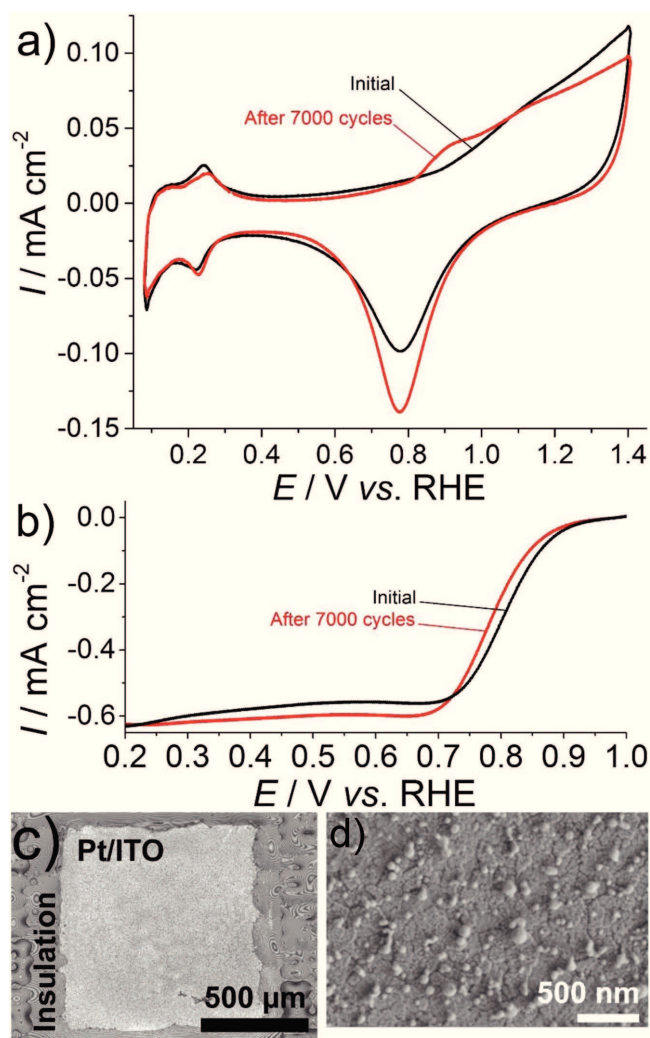 a)
0.10
0.05
0.00
-0.05
-0.10
-0.15
I / mA cm⁻²
Initial
After 7000 cycles
0.2 0.4 0.6 0.8 1.0 1.2 1.4
E / V vs. RHE
b)
0.0
-0.2
-0.4
-0.6
I / mA cm⁻²
Initial
After 7000 cycles
0.2 0.3 0.4 0.5 0.6 0.7 0.8 0.9 1.0
E / V vs. RHE
c)
Pt/ITO
Insulation
500 µm
d)
500 nm